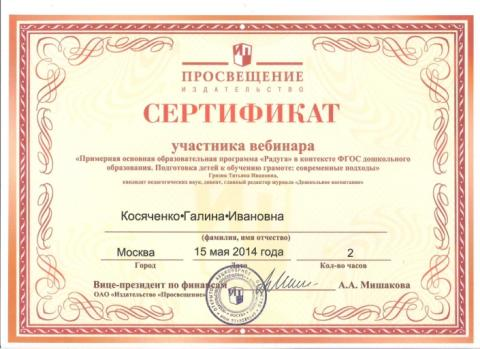 ПРОСВЕЩЕНИЕ
ИЗДАТЕЛЬСТВО
СЕРТИФИКАТ
участника вебинара
«Примерная основная образовательная программа «Радуга» в контексте ФГОС дошкольного
образования. Подготовка детей к обучению грамоте: современные подходы»
Гризик Татьяна Ивановна,
кандидат педагогических наук, доцент, главный редактор журнала «Дошкольное воспитание»
Косяченко•Галина•Ивановна
(фамилия, имя отчество)
Москва 15 мая 2014 года 2
Город Дата Кол-во часов
Вице-президент по финансам А.А. Мишакова
ОАО «Издательство «Просвещение»